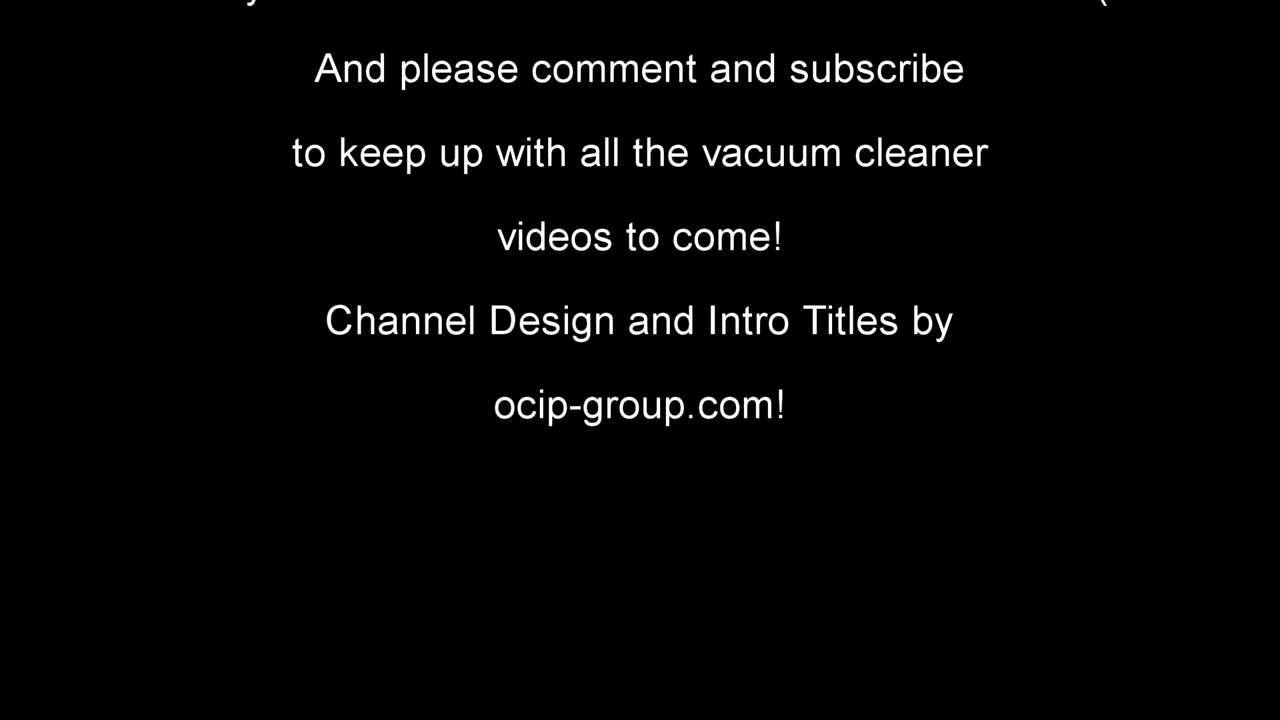 And please comment and subscribe
to keep up with all the vacuum cleaner
videos to come!
Channel Design and Intro Titles by
ocip-group.com!